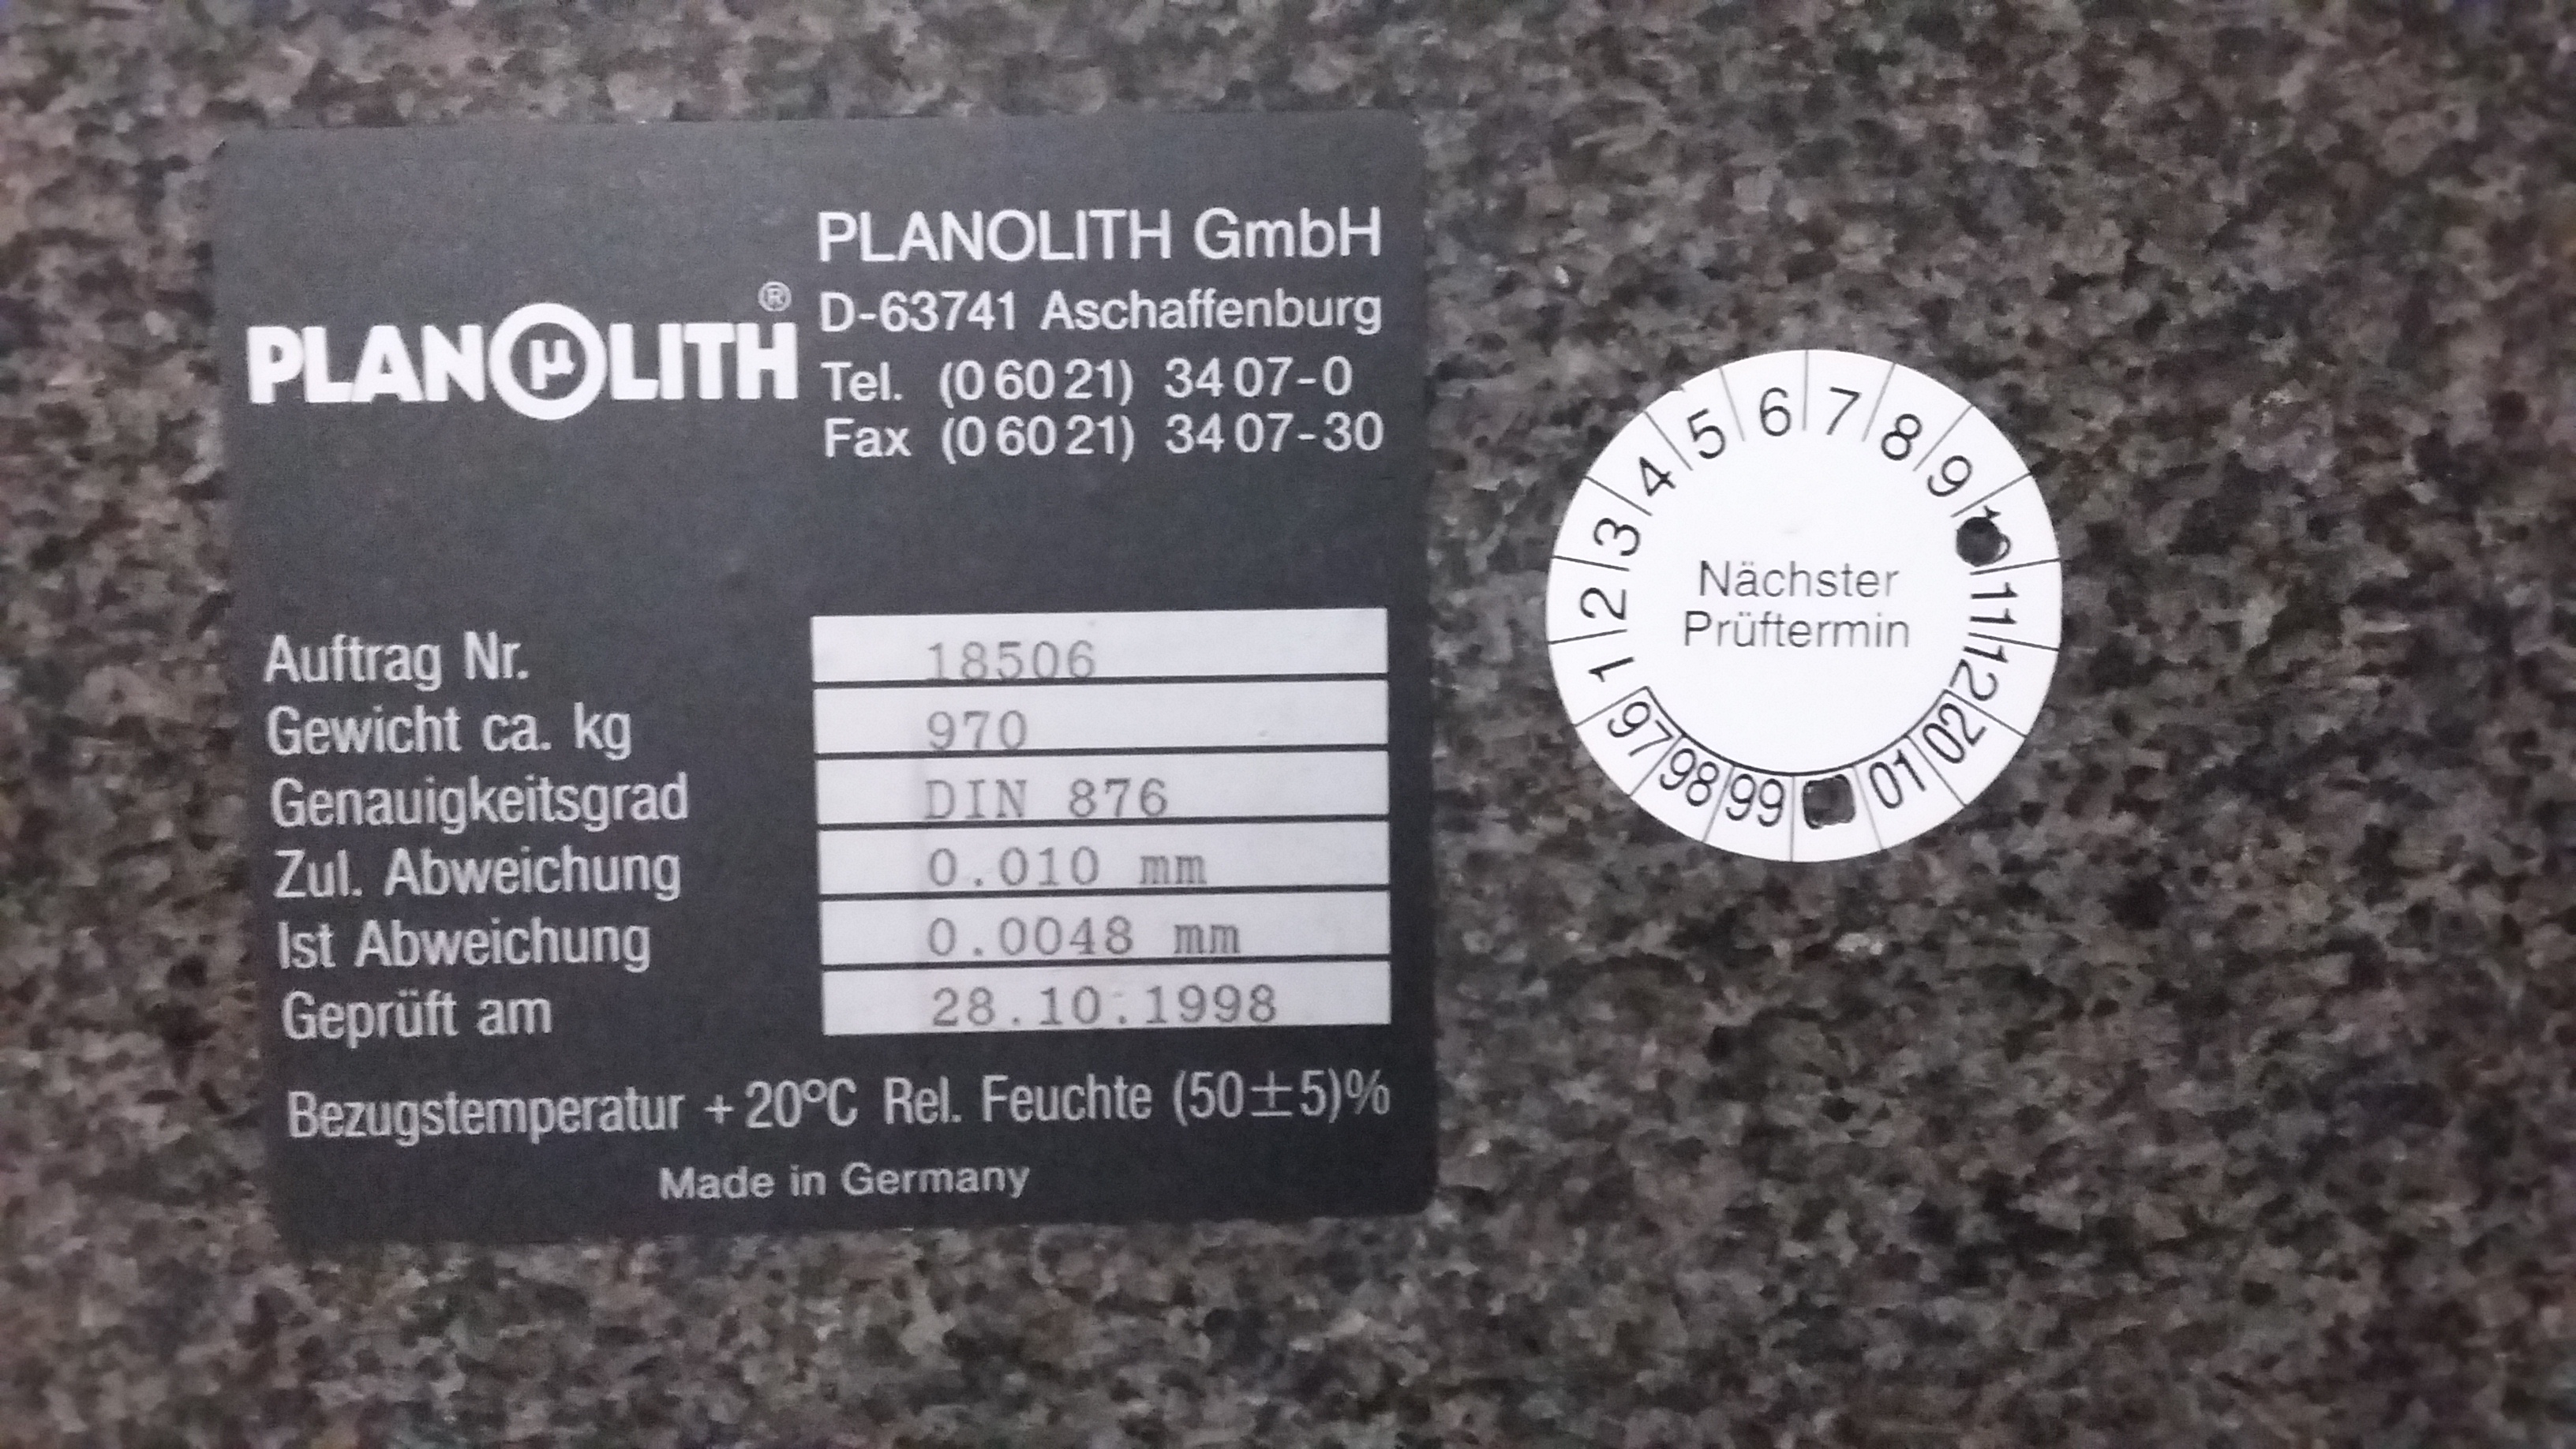 PLANOLITH®
PLANOLITH GmbH
D-63741 Aschaffenburg
Tel. (0 60 21) 34 07-0
Fax (0 60 21) 34 07-30
Auftrag Nr. 18506
Gewicht ca. kg 970
Genauigkeitsgrad DIN 876
Zul. Abweichung 0.010 mm
Ist Abweichung 0.0048 mm
Geprüft am 28.10.1998
Bezugstemperatur +20°C Rel. Feuchte (50±5)%
Made in Germany
1 2 3 4 5 6 7 8 9 11 12
Nächster
Prüftermin
97 98 99 01 02